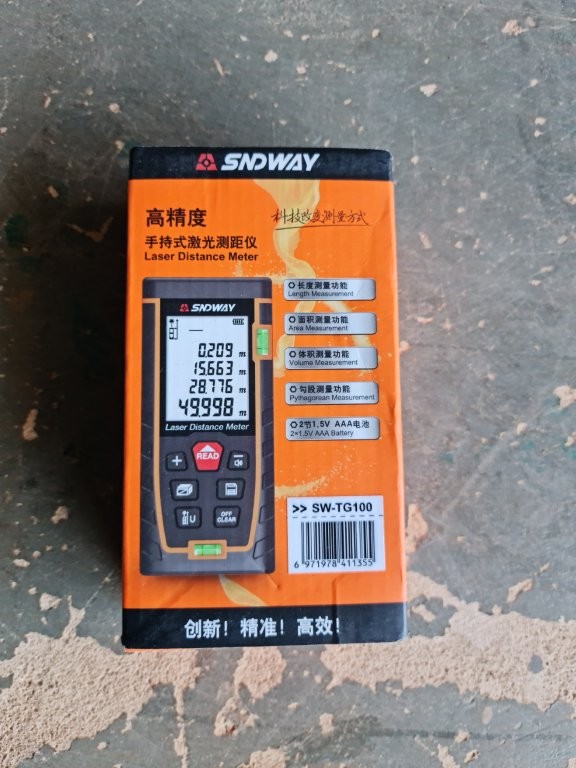 SNDWAY
高精度
科技改变测量方式
手持式激光测距仪
Laser Distance Meter
长度测量功能
Length Measurement
面积测量功能
Area Measurement
体积测量功能
Volume Measurement
勾股测量功能
Pythagorean Measurement
2节1.5V AAA电池
2×1.5V AAA Battery
SNDWAY
0.209 m
15.663 m
28.776 m
49.998 m
Laser Distance Meter
READ
U
OFF
CLEAR
>> SW-TG100
6 971978 411355
创新! 精准! 高效!